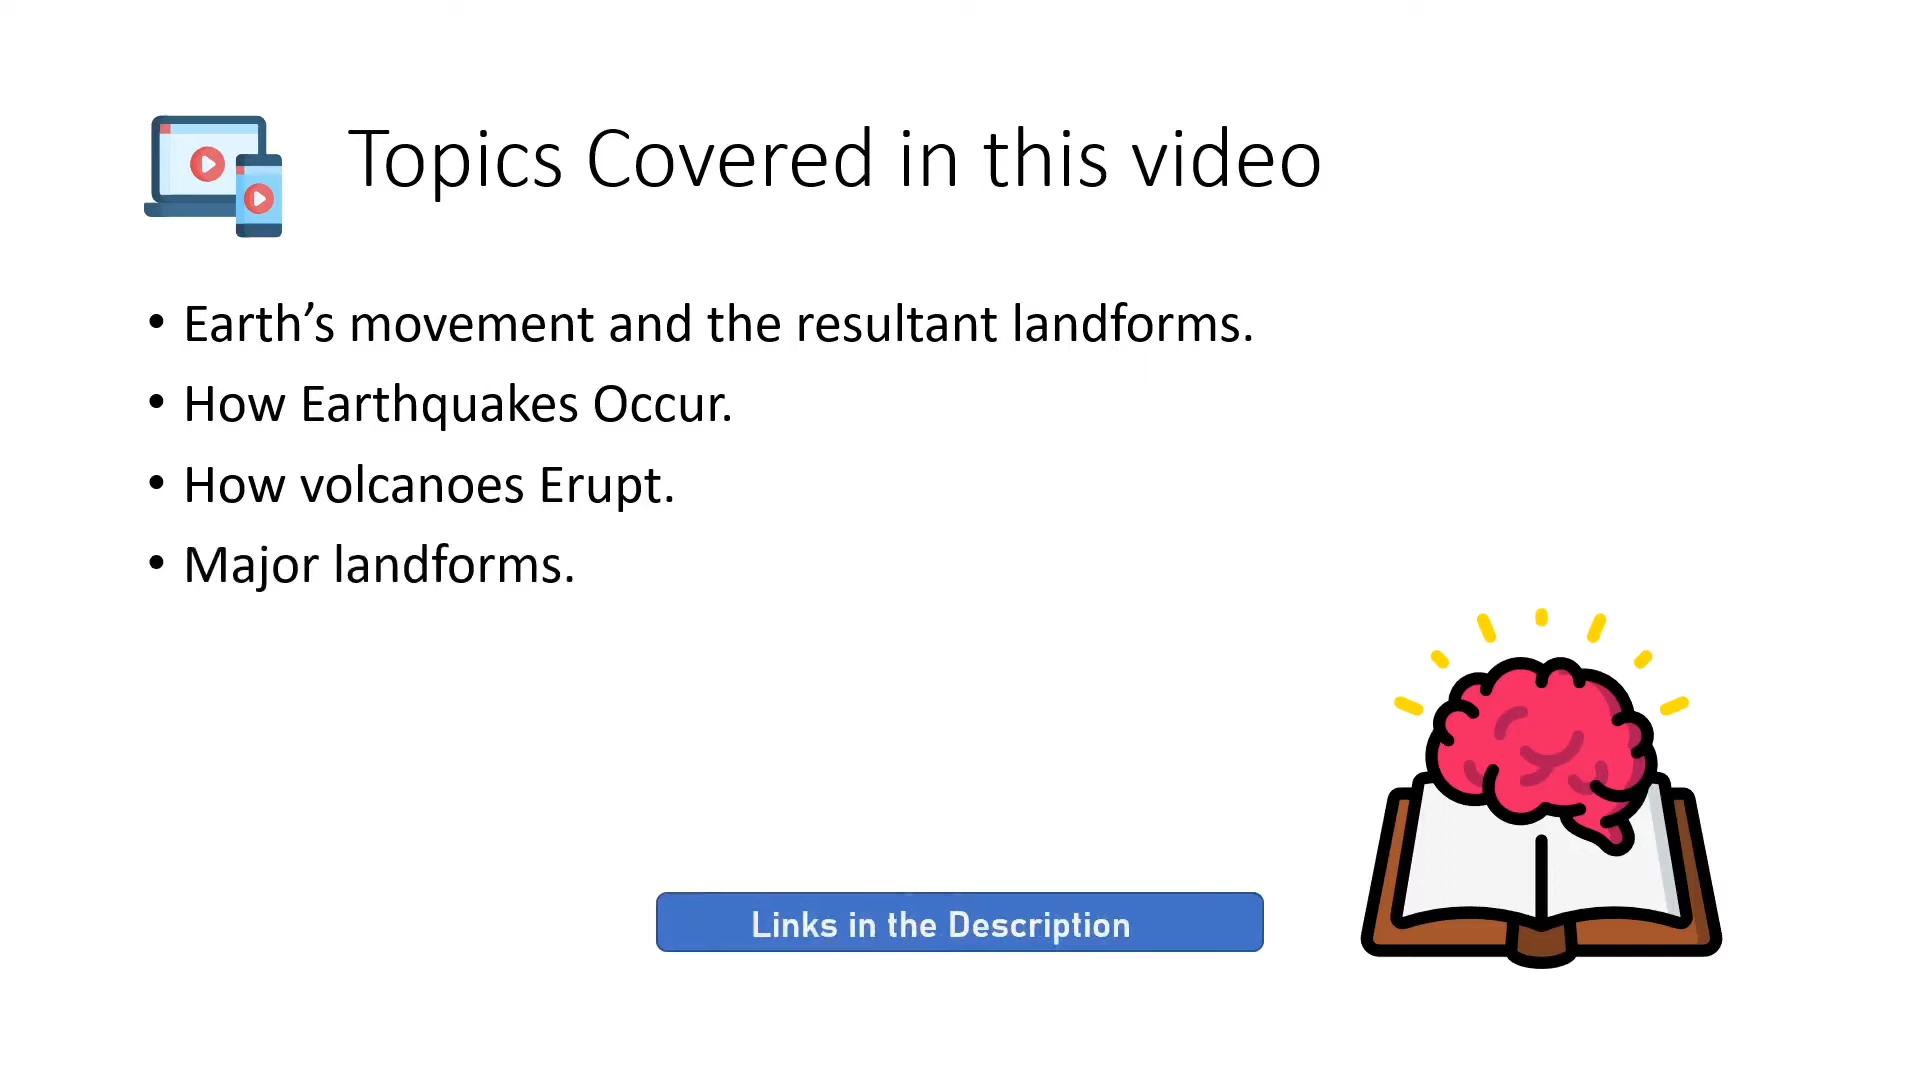 Topics Covered in this video
• Earth’s movement and the resultant landforms.
• How Earthquakes Occur.
• How volcanoes Erupt.
• Major landforms.
Links in the Description